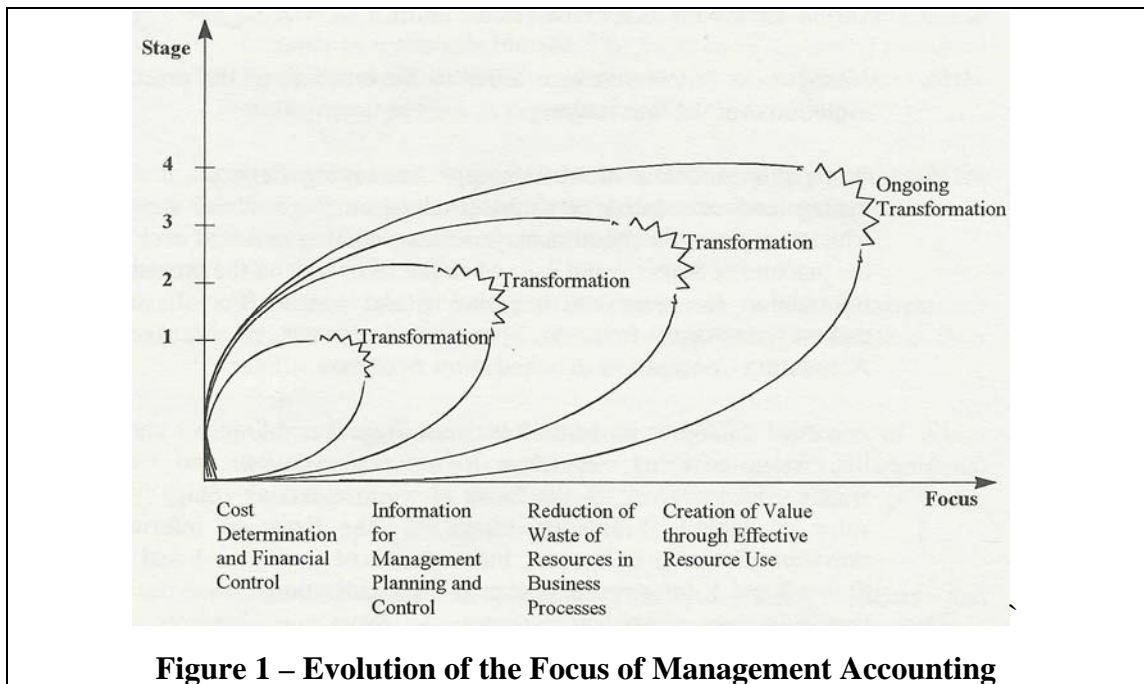 Stage
4
Ongoing
Transformation
3
Transformation
2
Transformation
1
Transformation
Focus
Cost
Determination
and Financial
Control
Information
for
Management
Planning and
Control
Reduction of
Waste of
Resources in
Business
Processes
Creation of Value
through Effective
Resource Use
`
Figure 1 – Evolution of the Focus of Management Accounting